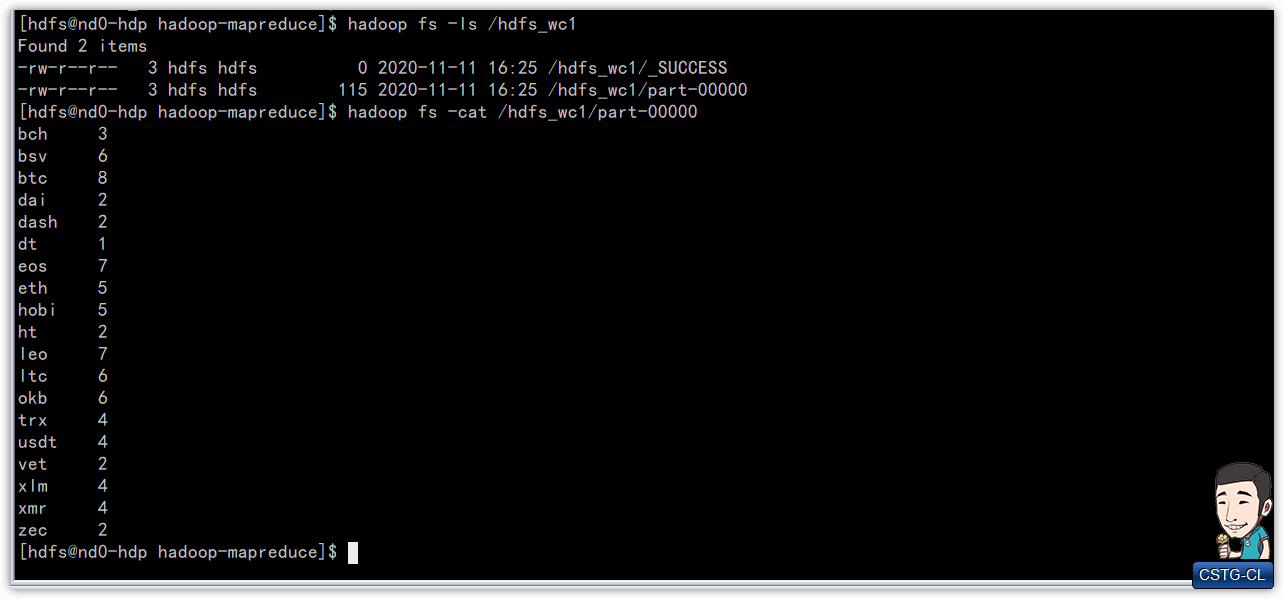 [hdfs@nd0-hdp hadoop-mapreduce]$ hadoop fs -ls /hdfs_wc1
Found 2 items
-rw-r--r--   3 hdfs hdfs          0 2020-11-11 16:25 /hdfs_wc1/_SUCCESS
-rw-r--r--   3 hdfs hdfs        115 2020-11-11 16:25 /hdfs_wc1/part-00000
[hdfs@nd0-hdp hadoop-mapreduce]$ hadoop fs -cat /hdfs_wc1/part-00000
bch     3
bsv     6
btc     8
dai     2
dash    2
dt      1
eos     7
eth     5
hobi    5
ht      2
leo     7
ltc     6
okb     6
trx     4
usdt    4
vet     2
xlm     4
xmr     4
zec     2
[hdfs@nd0-hdp hadoop-mapreduce]$
CSTG-CL